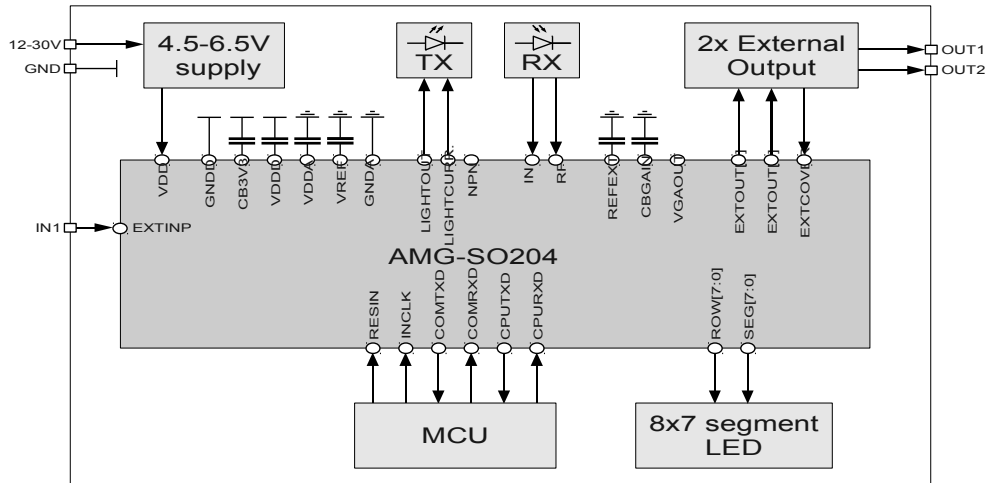 12-30V
GND
4.5-6.5V
supply
TX
RX
2x External
Output
OUT1
OUT2
VDD
GNDD
CB3V3
VDDD
VDDA
VREF
GNDA
LIGHTOUT
LIGHTCURR.
NPN
IN
RF
REFEXT
CBGAIN
VGAOUT
EXTOUT[
EXTOUT[
EXTCOVER
IN1
EXTINP
AMG-SO204
RESIN
INCLK
COMTXD
COMRXD
CPUTXD
CPURXD
ROW[7:0]
SEG[7:0]
MCU
8x7 segment
LED